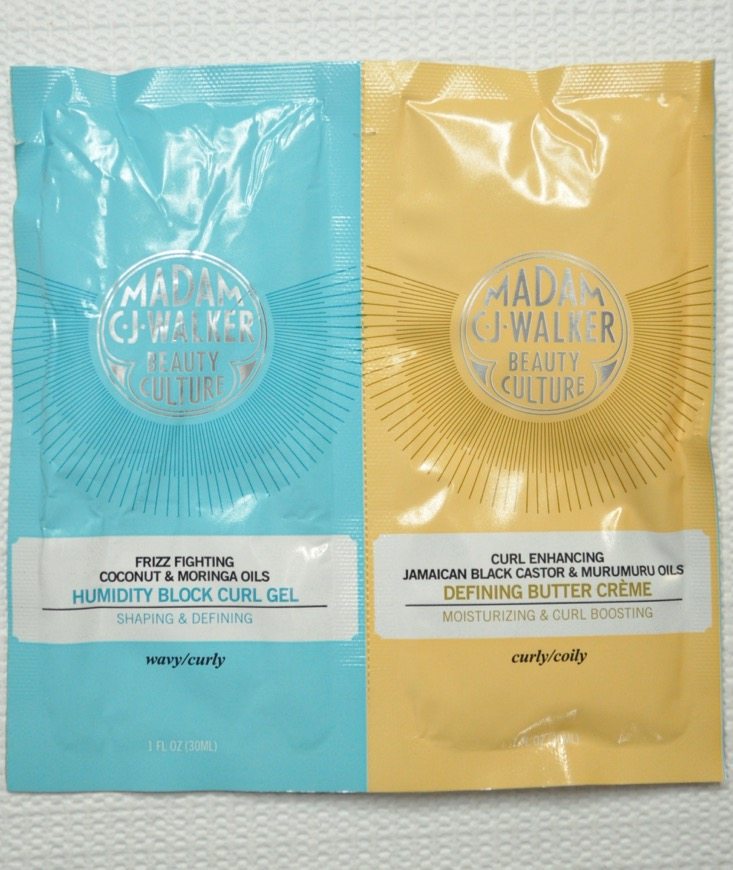 MADAM
C·J·WALKER
BEAUTY
CULTURE
FRIZZ FIGHTING
COCONUT & MORINGA OILS
HUMIDITY BLOCK CURL GEL
SHAPING & DEFINING
wavy/curly
1 FL OZ (30ML)
MADAM
C·J·WALKER
BEAUTY
CULTURE
CURL ENHANCING
JAMAICAN BLACK CASTOR & MURUMURU OILS
DEFINING BUTTER CRÈME
MOISTURIZING & CURL BOOSTING
curly/coily